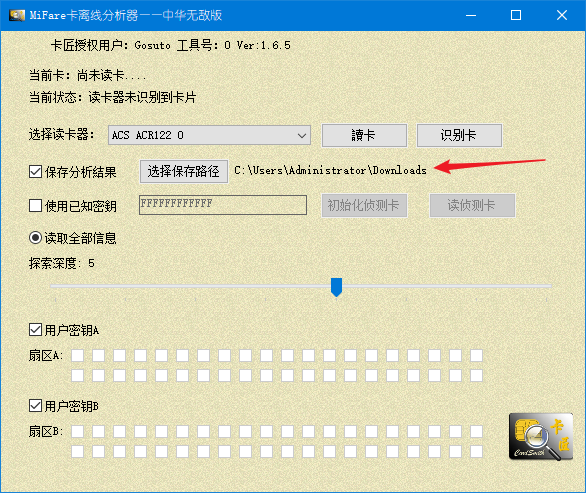 MiFare卡离线分析器——中华无敌版
卡匠授权用户: Gosuto 工具号: 0 Ver:1.6.5
当前卡: 尚未读卡....
当前状态: 读卡器未识别到卡片
选择读卡器: ACS ACR122 0 讀卡 识别卡
保存分析结果 选择保存路径 C:\Users\Administrator\Downloads
使用已知密钥 FFFFFFFFFFFF 初始化侦测卡 读侦测卡
读取全部信息
探索深度: 5
用户密钥A
扇区A:
用户密钥B
扇区B:
卡匠
CardSmith